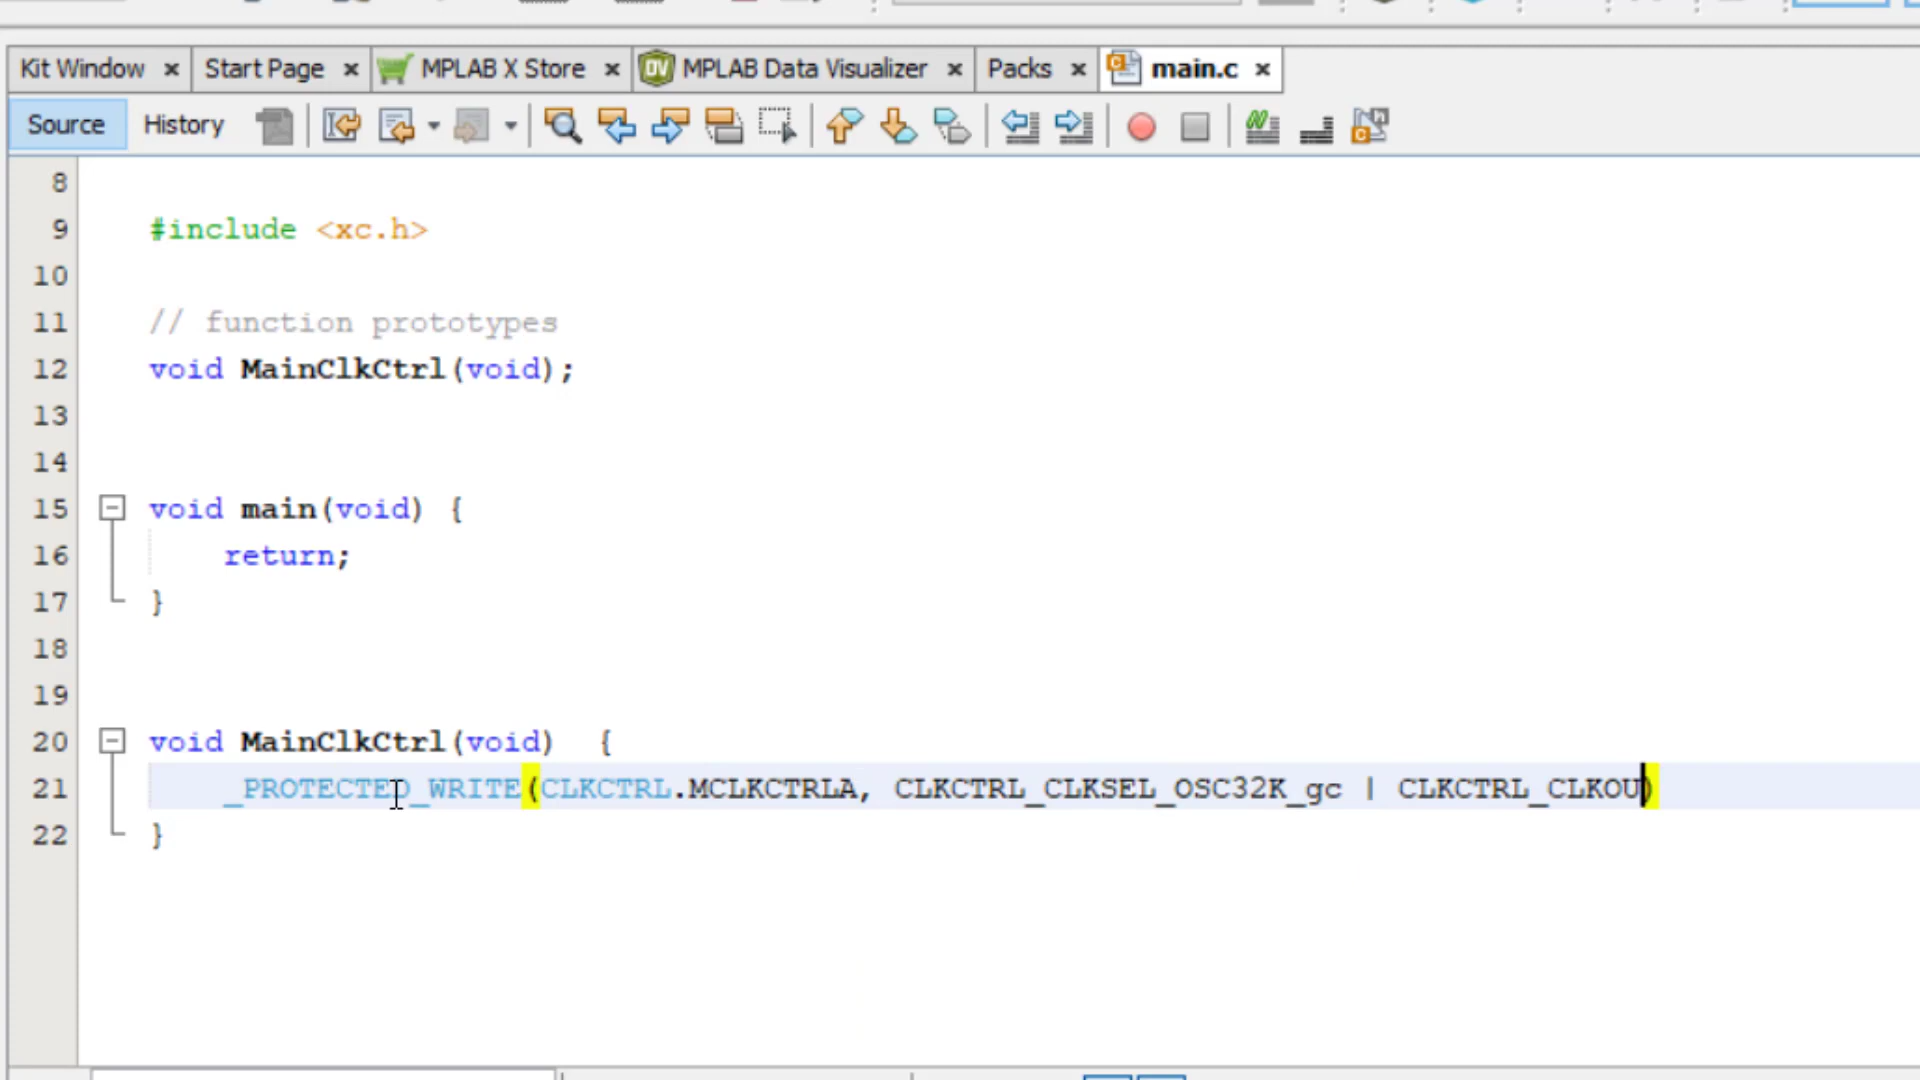 Kit Window x Start Page x MPLAB X Store x DV MPLAB Data Visualizer x Packs x main.c x
Source History
8
9 #include <xc.h>
10
11 // function prototypes
12 void MainClkCtrl(void);
13
14
15 void main(void) {
16 return;
17 }
18
19
20 void MainClkCtrl(void) {
21 _PROTECTED_WRITE(CLKCTRL.MCLKCTRLA, CLKCTRL_CLKSEL_OSC32K_gc | CLKCTRL_CLKOU)
22 }